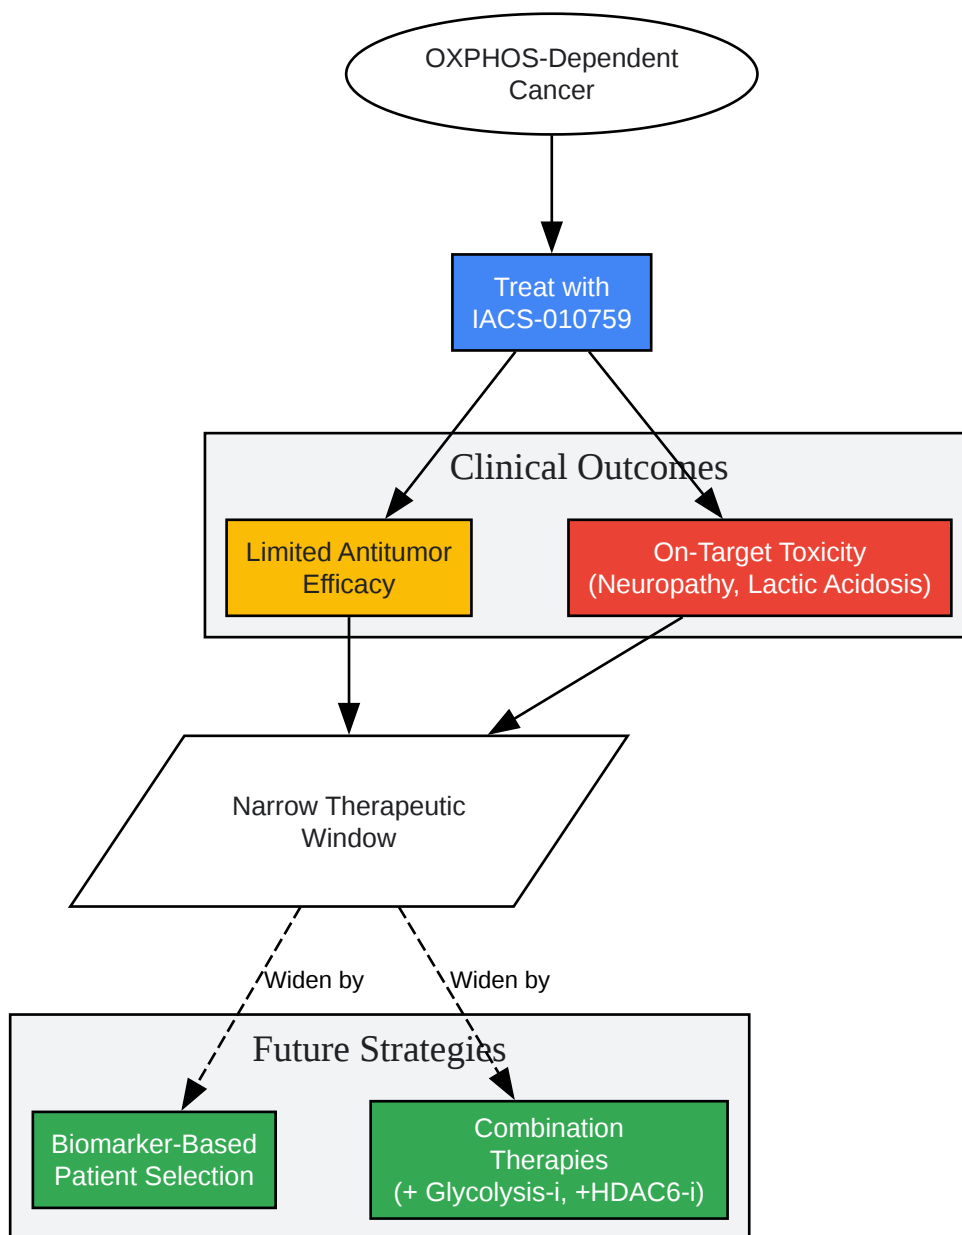 OXPHOS-Dependent
Cancer
Treat with
IACS-010759
Clinical Outcomes
Limited Antitumor
Efficacy
On-Target Toxicity
(Neuropathy, Lactic Acidosis)
Narrow Therapeutic
Window
Widen by
Widen by
Future Strategies
Biomarker-Based
Patient Selection
Combination
Therapies
(+ Glycolysis-i, +HDAC6-i)